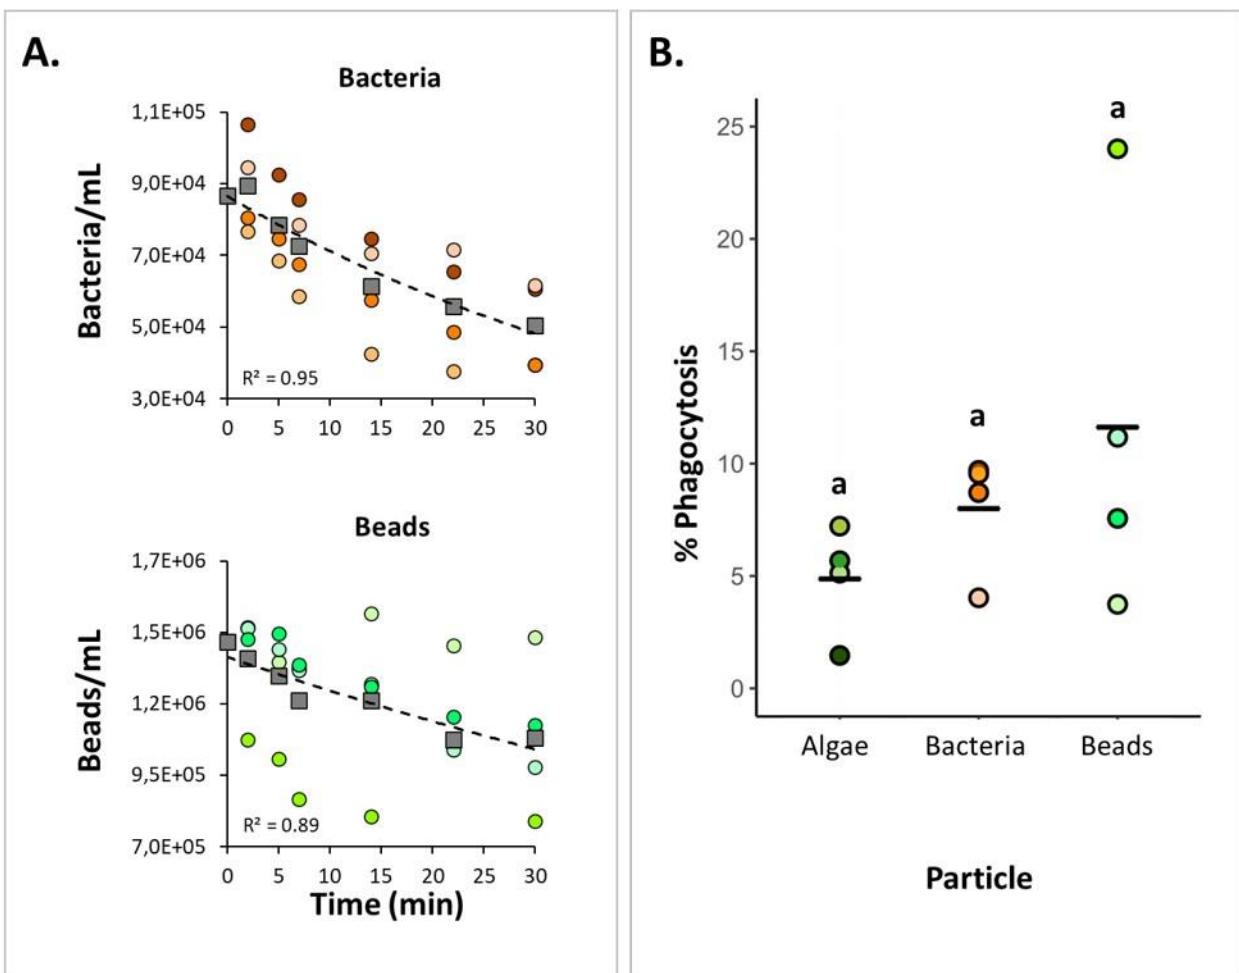 A.
Bacteria
Bacteria/mL
1,1E+05
9,0E+04
7,0E+04
5,0E+04
3,0E+04
R² = 0.95
0 5 10 15 20 25 30
Beads
Beads/mL
1,7E+06
1,5E+06
1,2E+06
9,5E+05
7,0E+05
R² = 0.89
0 5 10 15 20 25 30
Time (min)
B.
% Phagocytosis
25
20
15
10
5
0
a
a
a
Algae Bacteria Beads
Particle